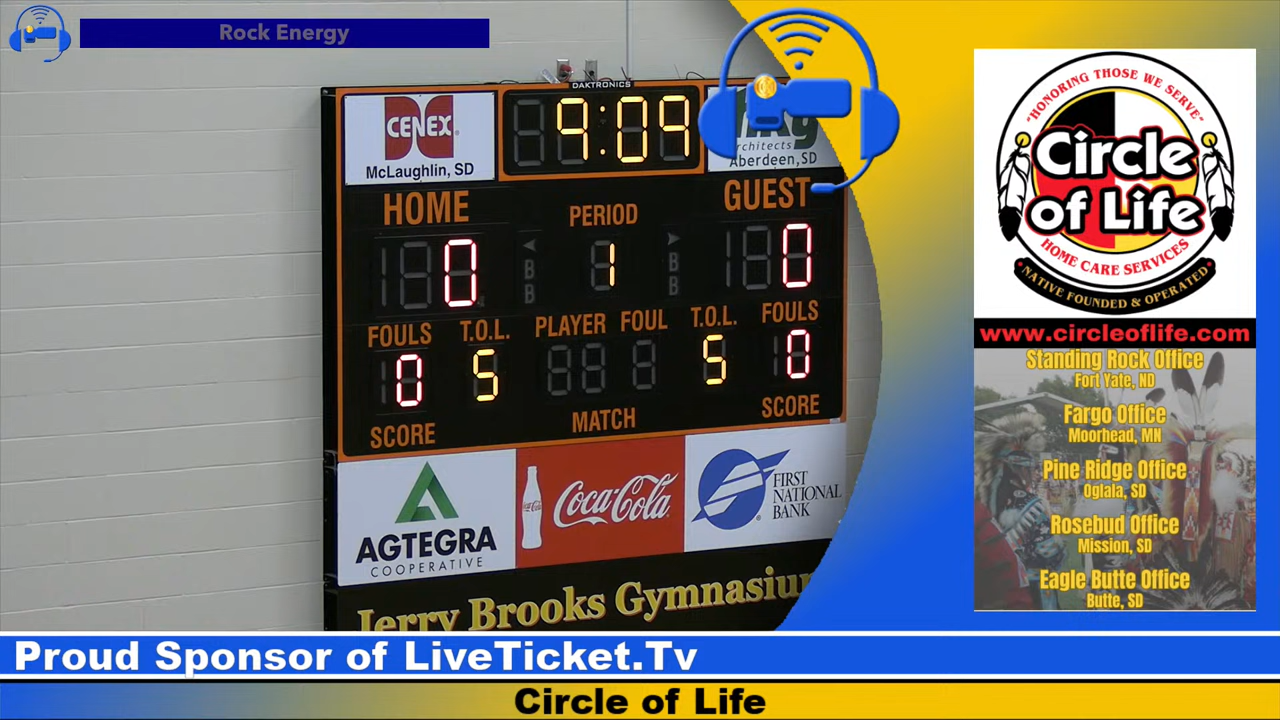 Rock Energy
DAKTRONICS
CENEX
McLaughlin, SD
9:09
Architects
Aberdeen, SD
HOME
PERIOD
GUEST
0
1
0
B
B
B
B
FOULS
T.O.L.
PLAYER
FOUL
T.O.L.
FOULS
0
5
5
0
SCORE
MATCH
SCORE
AGTEGRA
COOPERATIVE
Coca-Cola
FIRST
NATIONAL
BANK
Jerry Brooks Gymnasium
"HONORING THOSE WE SERVE"
Circle
of Life
HOME CARE SERVICES
NATIVE FOUNDED & OPERATED
www.circleoflife.com
Standing Rock Office
Fort Yate, ND
Fargo Office
Moorhead, MN
Pine Ridge Office
Oglala, SD
Rosebud Office
Mission, SD
Eagle Butte Office
Butte, SD
Proud Sponsor of LiveTicket.Tv
Circle of Life